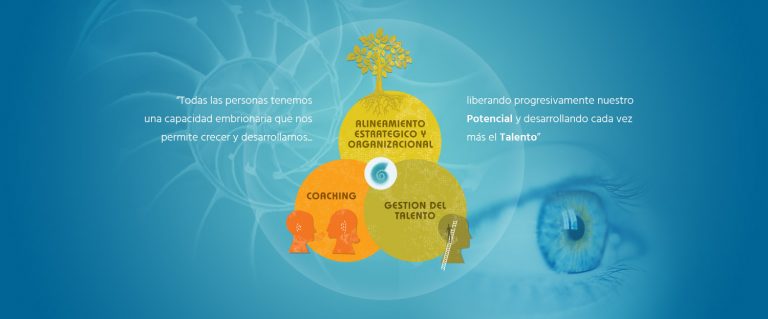 "Todas las personas tenemos
una capacidad embrionaria que nos
permite crecer y desarrollarnos...
liberando progresivamente nuestro
Potencial y desarrollando cada vez
más el Talento"
ALINEAMIENTO
ESTRATEGICO Y
ORGANIZACIONAL
COACHING
GESTION DEL
TALENTO